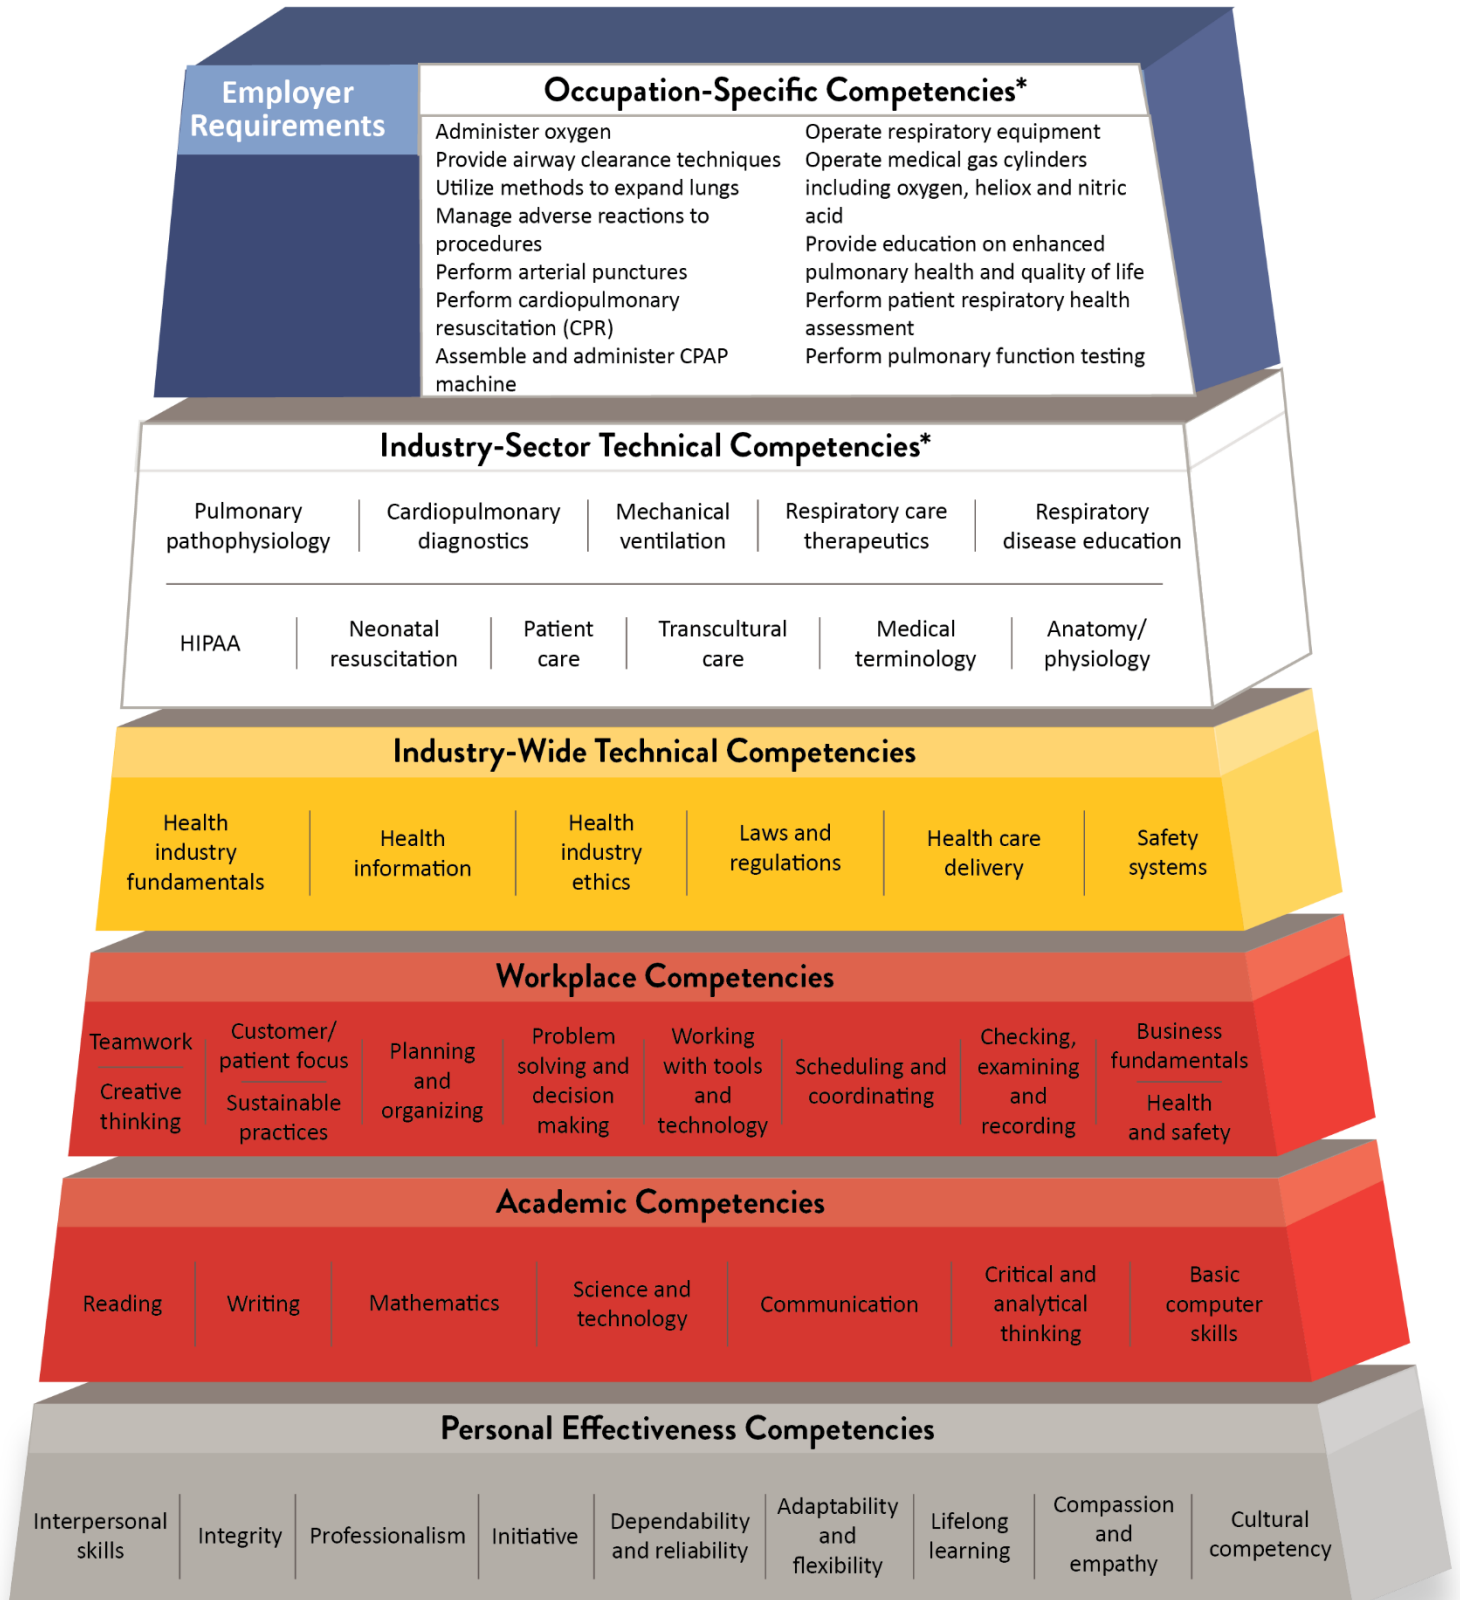 Employer
Requirements
Occupation-Specific Competencies*
Administer oxygen
Provide airway clearance techniques
Utilize methods to expand lungs
Manage adverse reactions to
procedures
Perform arterial punctures
Perform cardiopulmonary
resuscitation (CPR)
Assemble and administer CPAP
machine
Operate respiratory equipment
Operate medical gas cylinders
including oxygen, heliox and nitric
acid
Provide education on enhanced
pulmonary health and quality of life
Perform patient respiratory health
assessment
Perform pulmonary function testing
Industry-Sector Technical Competencies*
Pulmonary
pathophysiology
Cardiopulmonary
diagnostics
Mechanical
ventilation
Respiratory care
therapeutics
Respiratory
disease education
HIPAA
Neonatal
resuscitation
Patient
care
Transcultural
care
Medical
terminology
Anatomy/
physiology
Industry-Wide Technical Competencies
Health
industry
fundamentals
Health
information
Health
industry
ethics
Laws and
regulations
Health care
delivery
Safety
systems
Workplace Competencies
Teamwork
Creative
thinking
Customer/
patient focus
Sustainable
practices
Planning
and
organizing
Problem
solving and
decision
making
Working
with tools
and
technology
Scheduling and
coordinating
Checking,
examining
and
recording
Business
fundamentals
Health
and safety
Academic Competencies
Reading
Writing
Mathematics
Science and
technology
Communication
Critical and
analytical
thinking
Basic
computer
skills
Personal Effectiveness Competencies
Interpersonal
skills
Integrity
Professionalism
Initiative
Dependability
and reliability
Adaptability
and
flexibility
Lifelong
learning
Compassion
and
empathy
Cultural
competency